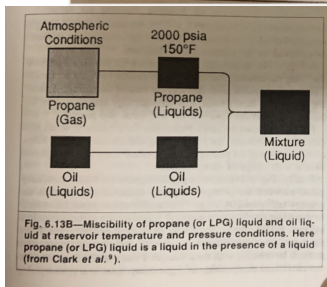 Atmospheric
Conditions
2000 psia
150°F
Propane
(Gas)
Propane
(Liquids)
Mixture
(Liquid)
Oil
(Liquids)
Oil
(Liquids)
Fig. 6.13B—Miscibility of propane (or LPG) liquid and oil liq-
uid at reservoir temperature and pressure conditions. Here
propane (or LPG) liquid is a liquid in the presence of a liquid
(from Clark et al.⁹).